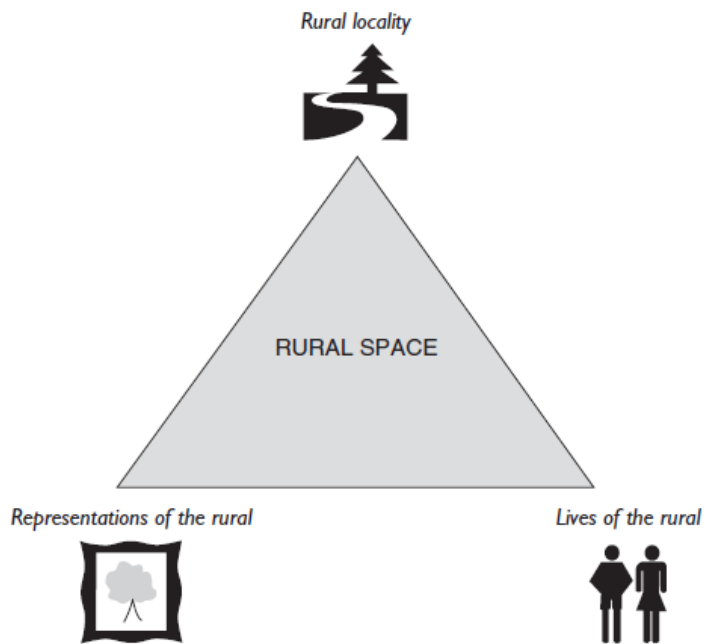 Rural locality
RURAL SPACE
Representations of the rural
Lives of the rural